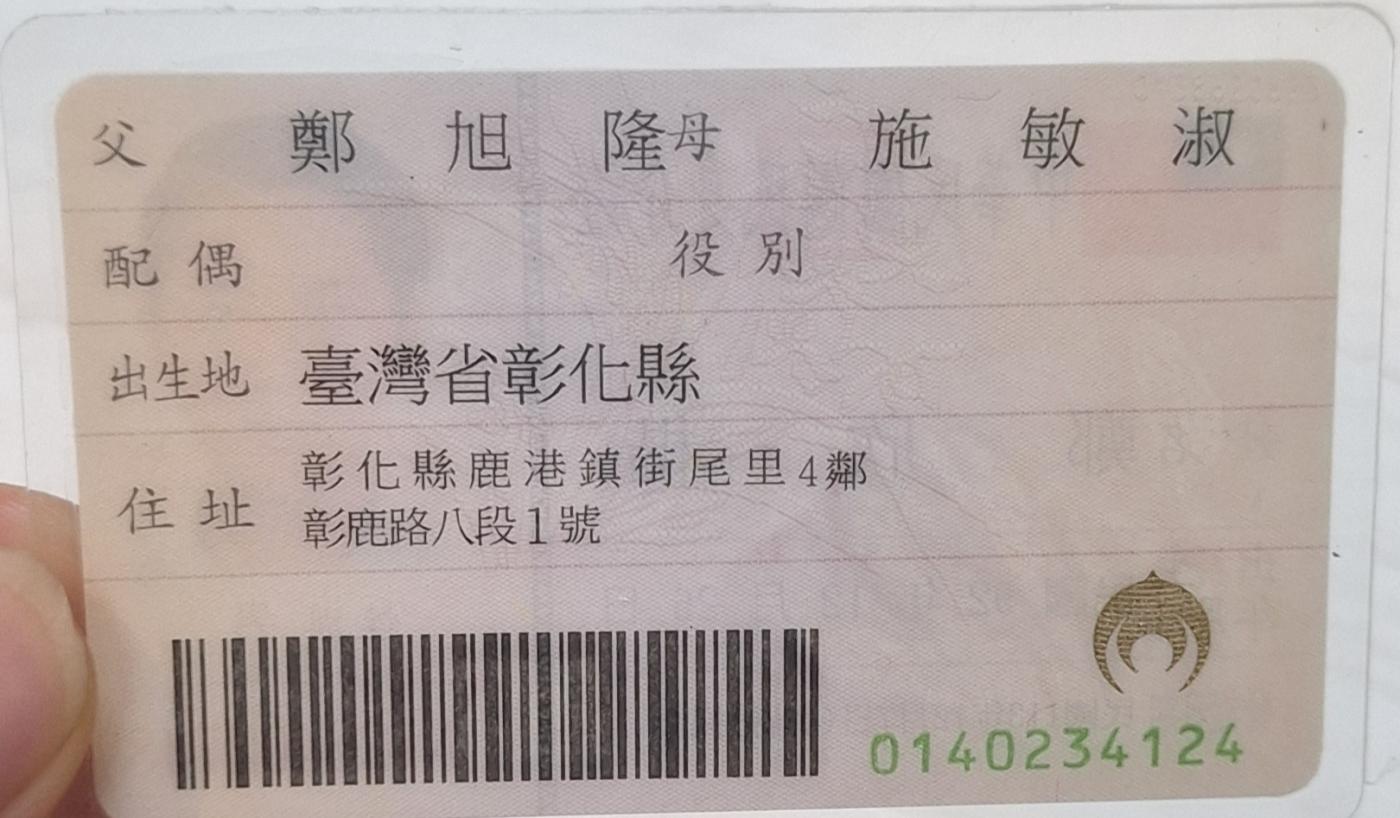 父 鄭旭隆 母 施敏淑
配偶 役別
出生地 臺灣省彰化縣
住址 彰化縣鹿港鎮街尾里4鄰
彰鹿路八段1號
0140234124